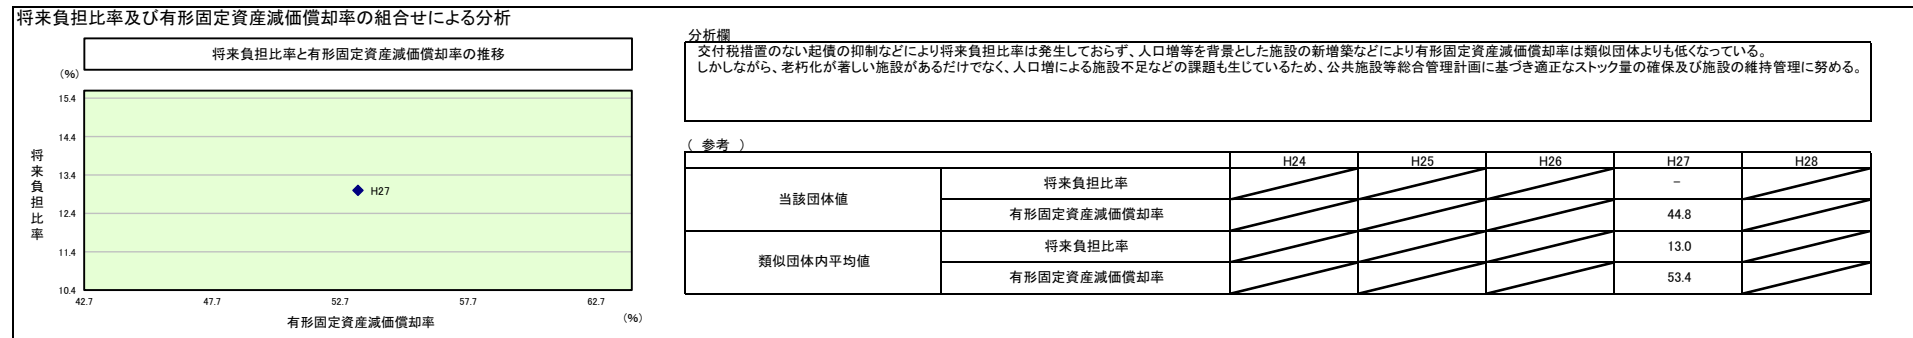 将来負担比率及び有形固定資産減価償却率の組合せによる分析
将来負担比率と有形固定資産減価償却率の推移
(%)
15.4
14.4
13.4
12.4
11.4
10.4
将来負担比率
H27
42.7 47.7 52.7 57.7 62.7
有形固定資産減価償却率
(%)
分析欄
交付税措置のない起債の抑制などにより将来負担比率は発生しておらず、人口増等を背景とした施設の新増築などにより有形固定資産減価償却率は類似団体よりも低くなっている。
しかしながら、老朽化が著しい施設があるだけでなく、人口増による施設不足などの課題も生じているため、公共施設等総合管理計画に基づき適正なストック量の確保及び施設の維持管理に努める。
( 参考 )
H24 H25 H26 H27 H28
当該団体値
将来負担比率 −
有形固定資産減価償却率 44.8
類似団体内平均値
将来負担比率 13.0
有形固定資産減価償却率 53.4